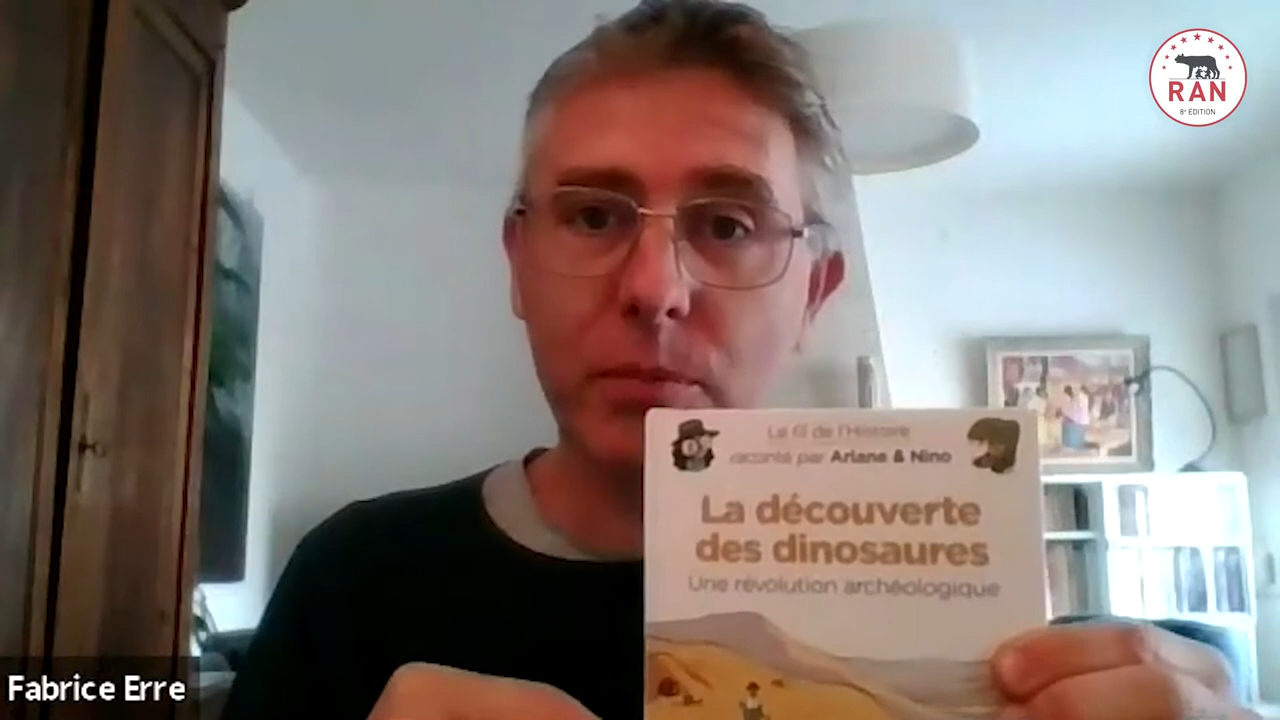 RAN
8e ÉDITION
Le fil de l'Histoire
raconté par Ariane & Nino
La découverte
des dinosaures
Une révolution archéologique
Fabrice Erre